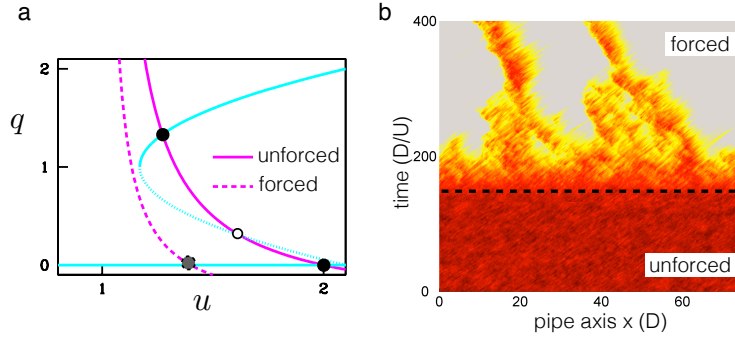 a
2
q
1
unforced
forced
0
1
u
2
b
400
forced
time (D/U)
200
unforced
0
0
20
40
60
pipe axis x (D)